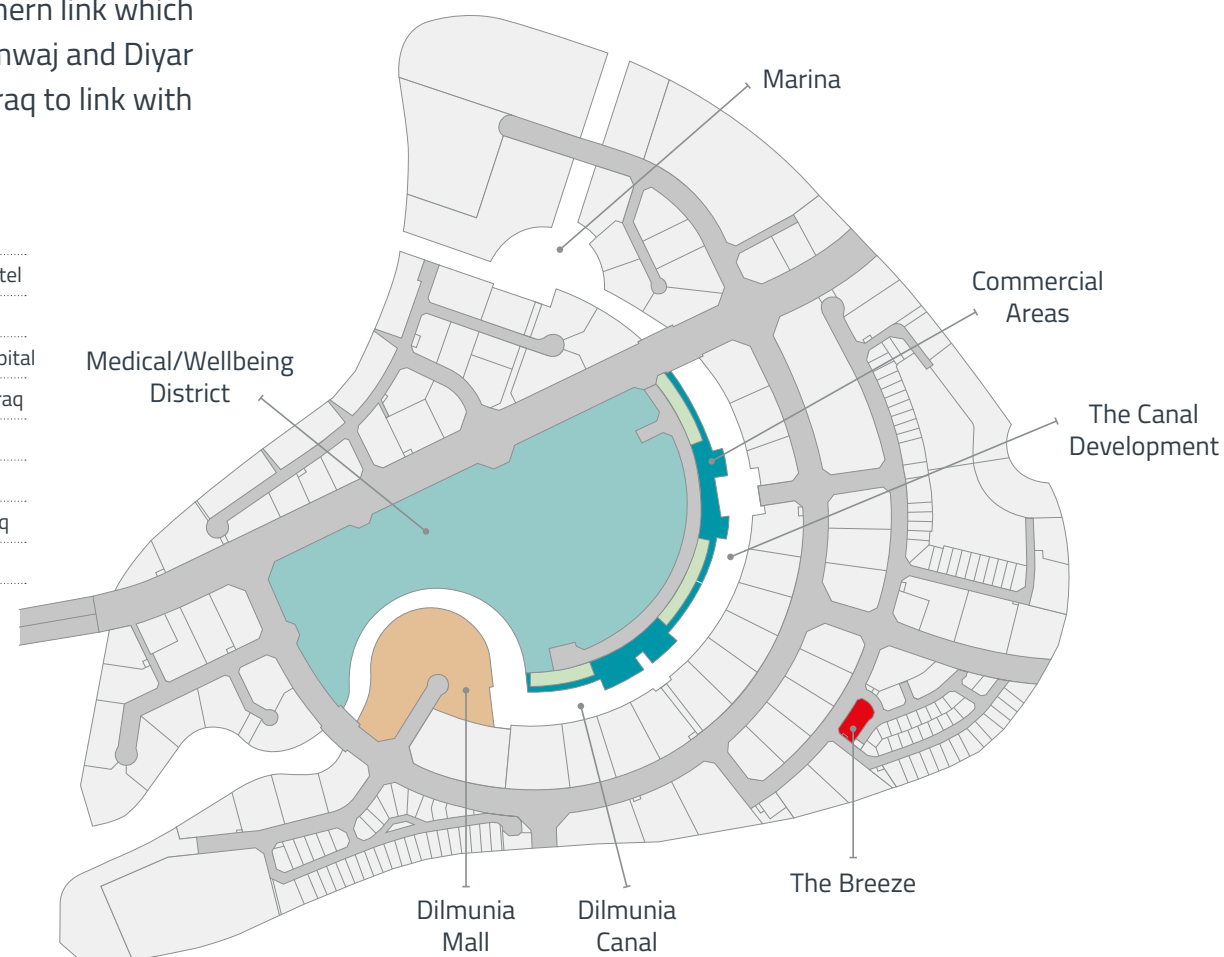 hern link which
nwaj and Diyar
raq to link with
tel
pital
raq
q
Marina
Commercial
Areas
Medical/Wellbeing
District
The Canal
Development
The Breeze
Dilmunia
Mall
Dilmunia
Canal